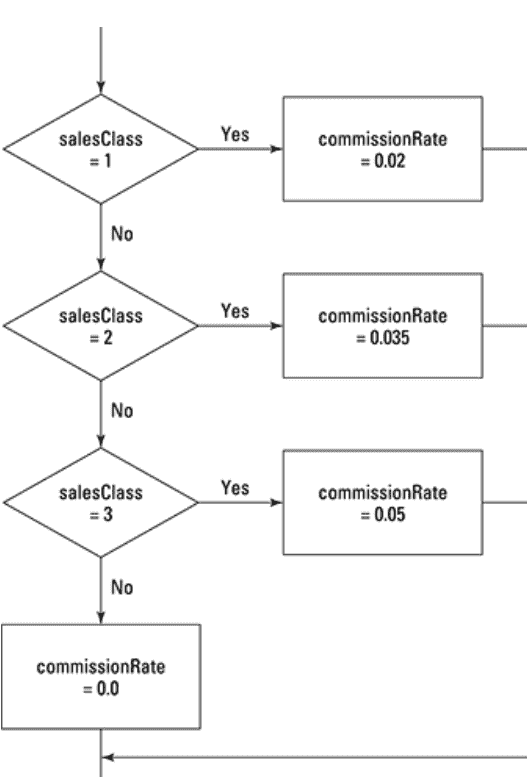 salesClass
= 1
Yes
commissionRate
= 0.02
No
salesClass
= 2
Yes
commissionRate
= 0.035
No
salesClass
= 3
Yes
commissionRate
= 0.05
No
commissionRate
= 0.0